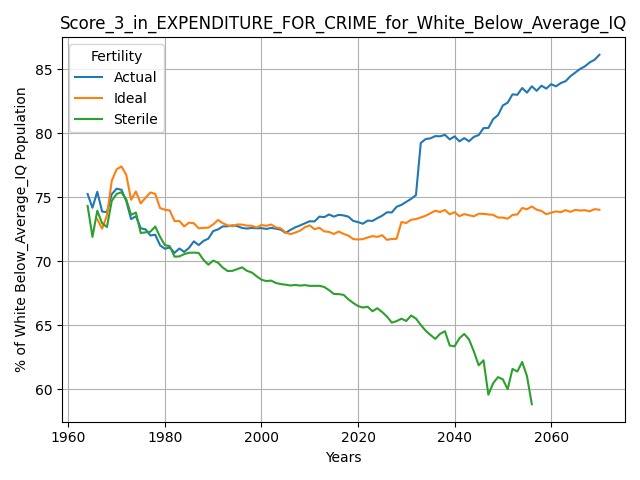 Score_3_in_EXPENDITURE_FOR_CRIME_for_White_Below_Average_IQ
Fertility
Actual
Ideal
Sterile
% of White Below_Average_IQ Population
85
80
75
70
65
60
1960 1980 2000 2020 2040 2060
Years